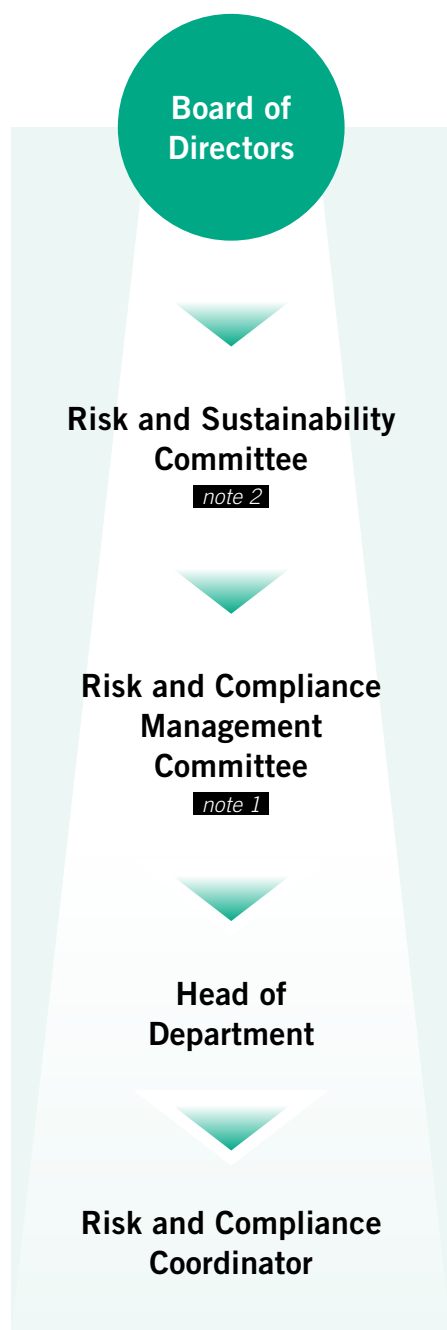 Board of
Directors
Risk and Sustainability
Committee
note 2
Risk and Compliance
Management
Committee
note 1
Head of
Department
Risk and Compliance
Coordinator